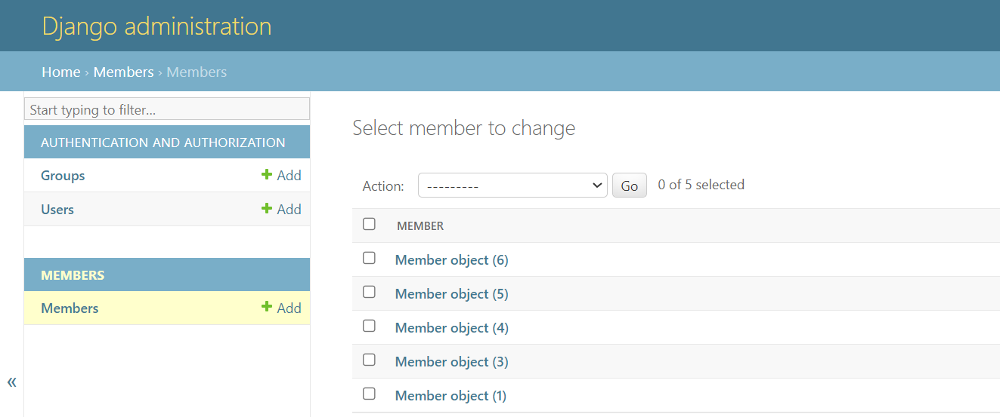 Django administration
Home › Members › Members
Start typing to filter...
AUTHENTICATION AND AUTHORIZATION
Groups + Add
Users + Add
MEMBERS
Members + Add
«
Select member to change
Action: --------- Go 0 of 5 selected
MEMBER
Member object (6)
Member object (5)
Member object (4)
Member object (3)
Member object (1)